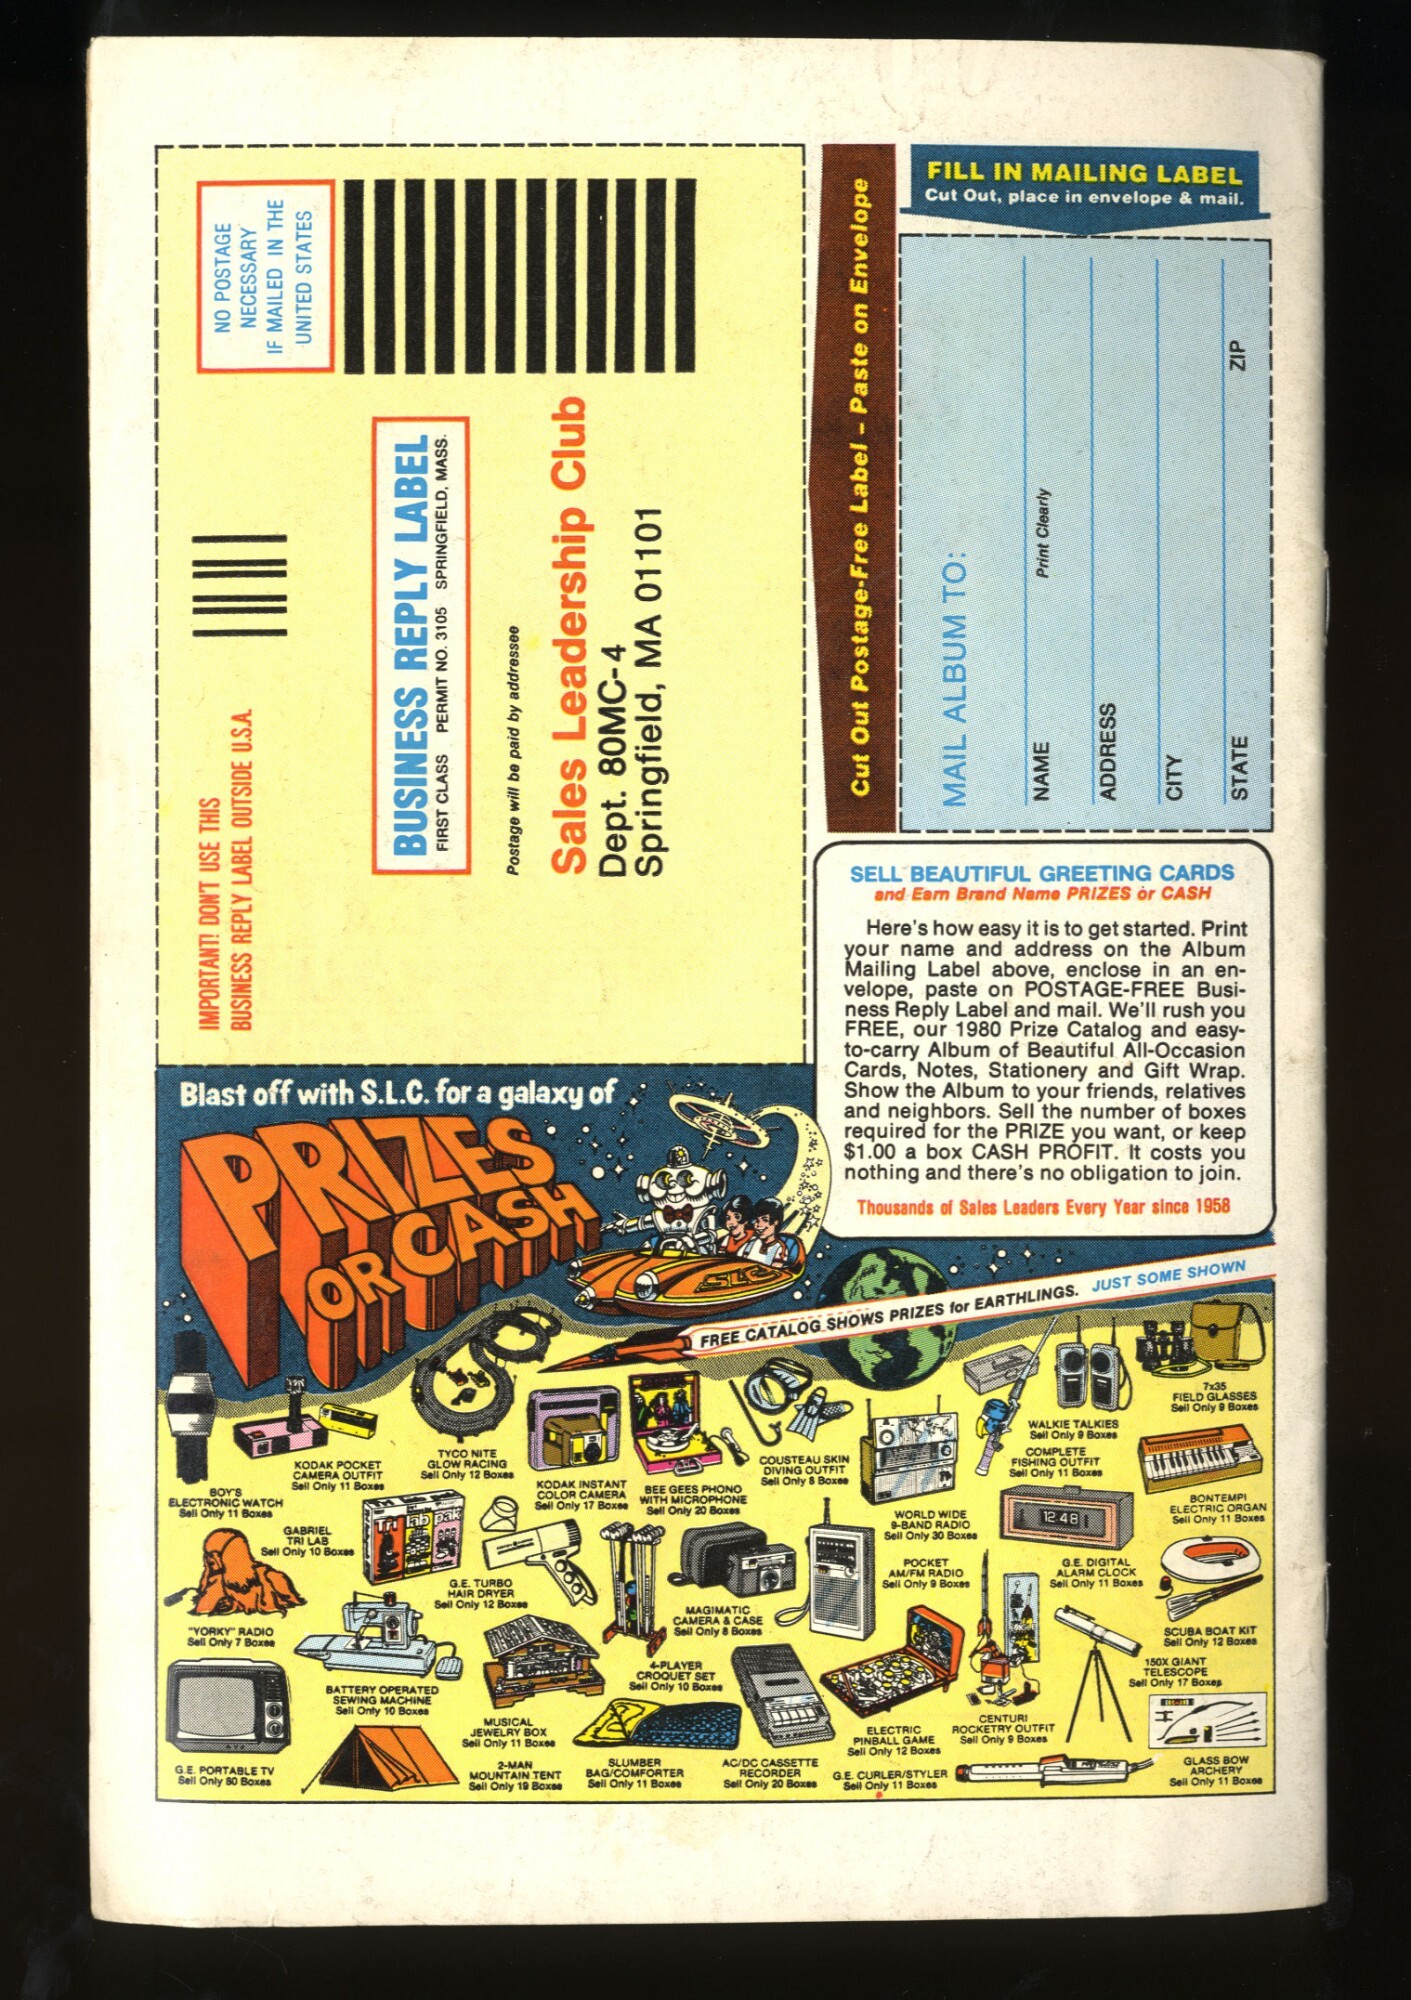 NO POSTAGE
NECESSARY
IF MAILED IN THE
UNITED STATES
IMPORTANT! DON'T USE THIS
BUSINESS REPLY LABEL OUTSIDE U.S.A.
BUSINESS REPLY LABEL
FIRST CLASS PERMIT NO. 3105 SPRINGFIELD, MASS.
Postage will be paid by addressee
Sales Leadership Club
Dept. 80MC-4
Springfield, MA 01101
Cut Out Postage-Free Label – Paste on Envelope
FILL IN MAILING LABEL
Cut Out, place in envelope & mail.
MAIL ALBUM TO:
NAME
Print Clearly
ADDRESS
CITY
STATE ZIP
SELL BEAUTIFUL GREETING CARDS
and Earn Brand Name PRIZES or CASH
Here's how easy it is to get started. Print
your name and address on the Album
Mailing Label above, enclose in an en-
velope, paste on POSTAGE-FREE Busi-
ness Reply Label and mail. We'll rush you
FREE, our 1980 Prize Catalog and easy-
to-carry Album of Beautiful All-Occasion
Cards, Notes, Stationery and Gift Wrap.
Show the Album to your friends, relatives
and neighbors. Sell the number of boxes
required for the PRIZE you want, or keep
$1.00 a box CASH PROFIT. It costs you
nothing and there's no obligation to join.
Thousands of Sales Leaders Every Year since 1958
Blast off with S.L.C. for a galaxy of
PRIZES
OR CASH
SLC
FREE CATALOG SHOWS PRIZES for EARTHLINGS. JUST SOME SHOWN
BOY'S
ELECTRONIC WATCH
Sell Only 11 Boxes
KODAK POCKET
CAMERA OUTFIT
Sell Only 11 Boxes
TYCO NITE
GLOW RACING
Sell Only 12 Boxes
KODAK INSTANT
COLOR CAMERA
Sell Only 17 Boxes
BEE GEES PHONO
WITH MICROPHONE
Sell Only 20 Boxes
COUSTEAU SKIN
DIVING OUTFIT
Sell Only 8 Boxes
WORLD WIDE
9-BAND RADIO
Sell Only 30 Boxes
COMPLETE
FISHING OUTFIT
Sell Only 11 Boxes
WALKIE TALKIES
Sell Only 9 Boxes
7x35
FIELD GLASSES
Sell Only 9 Boxes
BONTEMPI
ELECTRIC ORGAN
Sell Only 11 Boxes
GABRIEL
TRI LAB
Sell Only 10 Boxes
Tri lab pak
G.E. TURBO
HAIR DRYER
Sell Only 12 Boxes
MAGIMATIC
CAMERA & CASE
Sell Only 8 Boxes
POCKET
AM/FM RADIO
Sell Only 9 Boxes
12 48
G.E. DIGITAL
ALARM CLOCK
Sell Only 11 Boxes
SCUBA BOAT KIT
Sell Only 12 Boxes
"YORKY" RADIO
Sell Only 7 Boxes
BATTERY OPERATED
SEWING MACHINE
Sell Only 10 Boxes
MUSICAL
JEWELRY BOX
Sell Only 11 Boxes
4-PLAYER
CROQUET SET
Sell Only 10 Boxes
ELECTRIC
PINBALL GAME
Sell Only 12 Boxes
CENTURI
ROCKETRY OUTFIT
Sell Only 9 Boxes
150X GIANT
TELESCOPE
Sell Only 17 Boxes
G.E. PORTABLE TV
Sell Only 50 Boxes
2-MAN
MOUNTAIN TENT
Sell Only 19 Boxes
SLUMBER
BAG/COMFORTER
Sell Only 11 Boxes
AC/DC CASSETTE
RECORDER
Sell Only 20 Boxes
G.E. CURLER/STYLER
Sell Only 11 Boxes
GLASS BOW
ARCHERY
Sell Only 11 Boxes